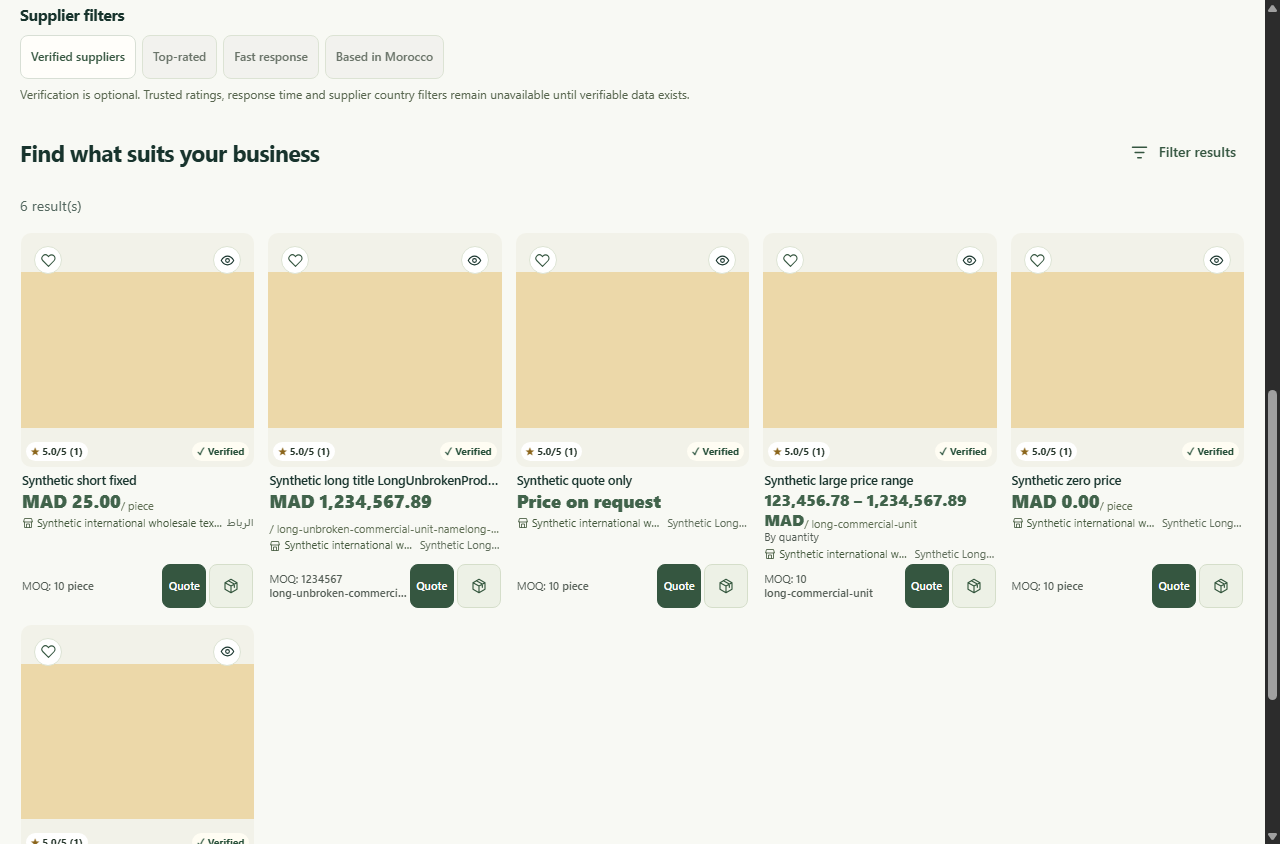 Supplier filters
Verified suppliers
Top-rated
Fast response
Based in Morocco
Verification is optional. Trusted ratings, response time and supplier country filters remain unavailable until verifiable data exists.
Find what suits your business
Filter results
6 result(s)
★ 5.0/5 (1)
✓ Verified
Synthetic short fixed
MAD 25.00/ piece
Synthetic international wholesale tex... الرباط
MOQ: 10 piece
Quote
★ 5.0/5 (1)
✓ Verified
Synthetic long title LongUnbrokenProd...
MAD 1,234,567.89
/ long-unbroken-commercial-unit-namelong-...
Synthetic international w... Synthetic Long...
MOQ: 1234567
long-unbroken-commerci...
Quote
★ 5.0/5 (1)
✓ Verified
Synthetic quote only
Price on request
Synthetic international w... Synthetic Long...
MOQ: 10 piece
Quote
★ 5.0/5 (1)
✓ Verified
Synthetic large price range
123,456.78 – 1,234,567.89
MAD/ long-commercial-unit
By quantity
Synthetic international w... Synthetic Long...
MOQ: 10
long-commercial-unit
Quote
★ 5.0/5 (1)
✓ Verified
Synthetic zero price
MAD 0.00/ piece
Synthetic international w... Synthetic Long...
MOQ: 10 piece
Quote
★ 5.0/5 (1)
✓ Verified